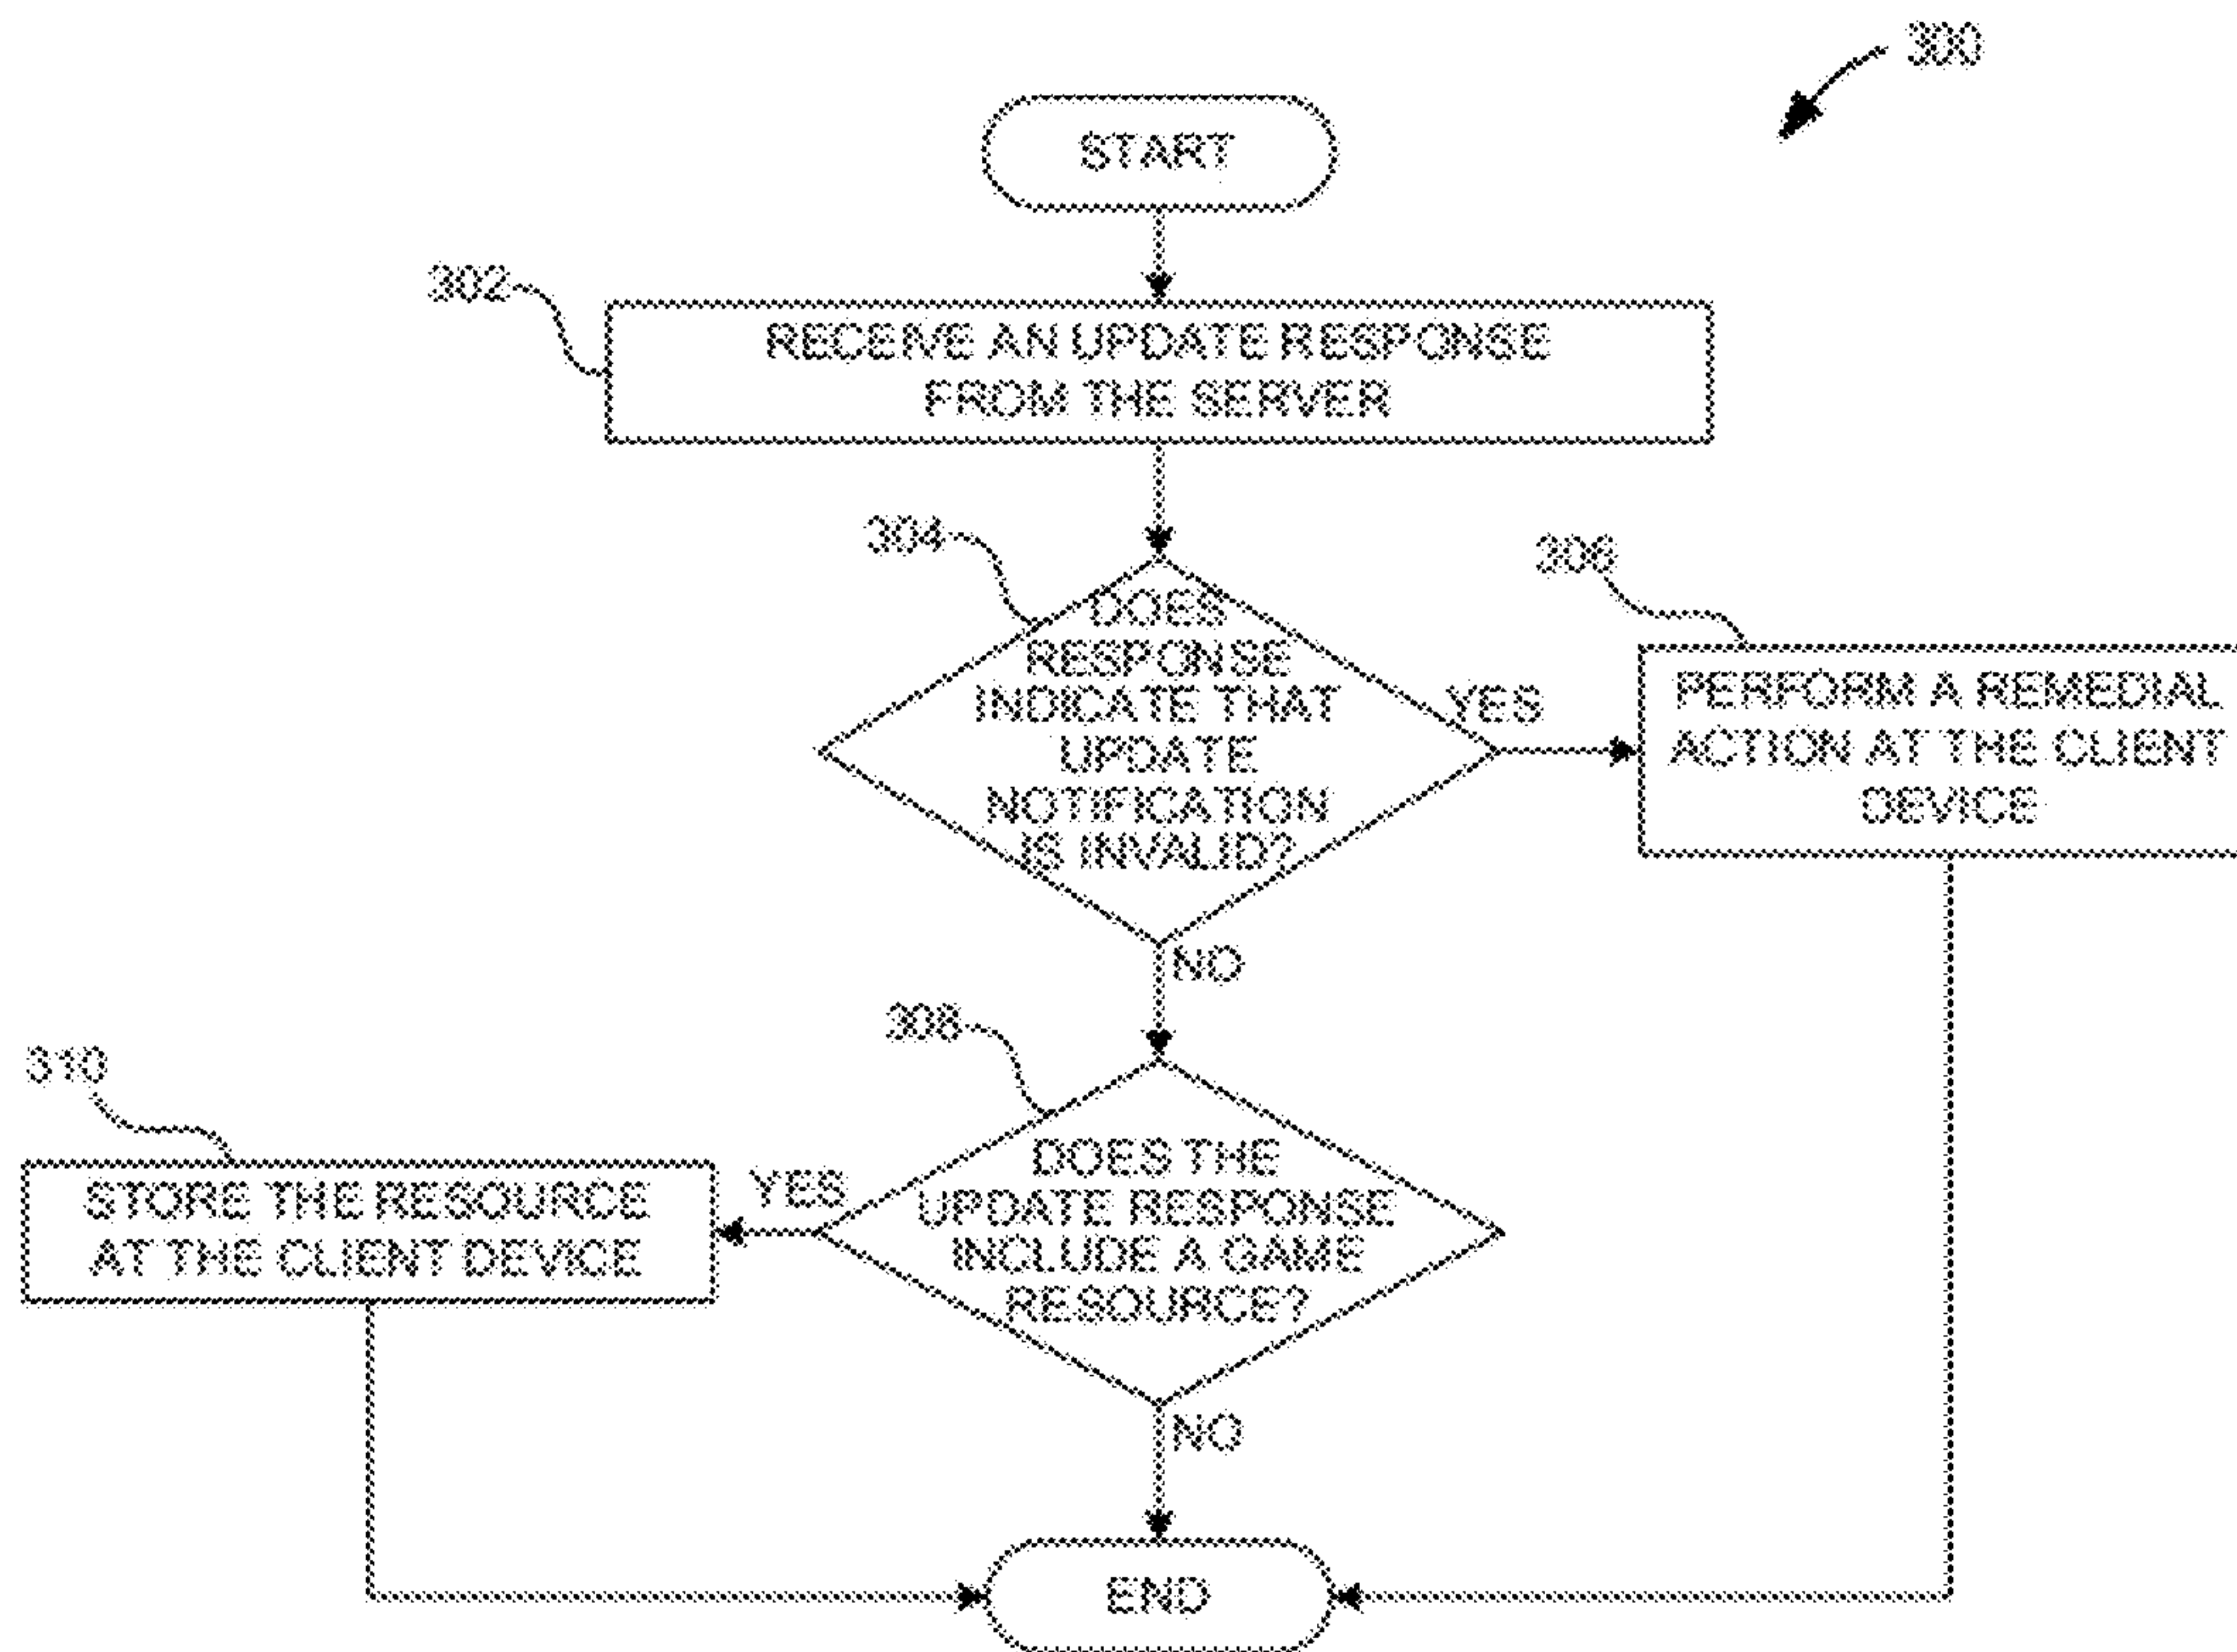 300
START
302
RECEIVE AN UPDATE RESPONSE
FROM THE SERVER
304
DOES
RESPONSE
INDICATE THAT
UPDATE
NOTIFICATION
IS INVALID?
YES
206
PERFORM A REMEDIAL
ACTION AT THE CLIENT
DEVICE
NO
308
DOES THE
UPDATE RESPONSE
INCLUDE A GAME
RESOURCE?
YES
310
STORE THE RESOURCE
AT THE CLIENT DEVICE
NO
END